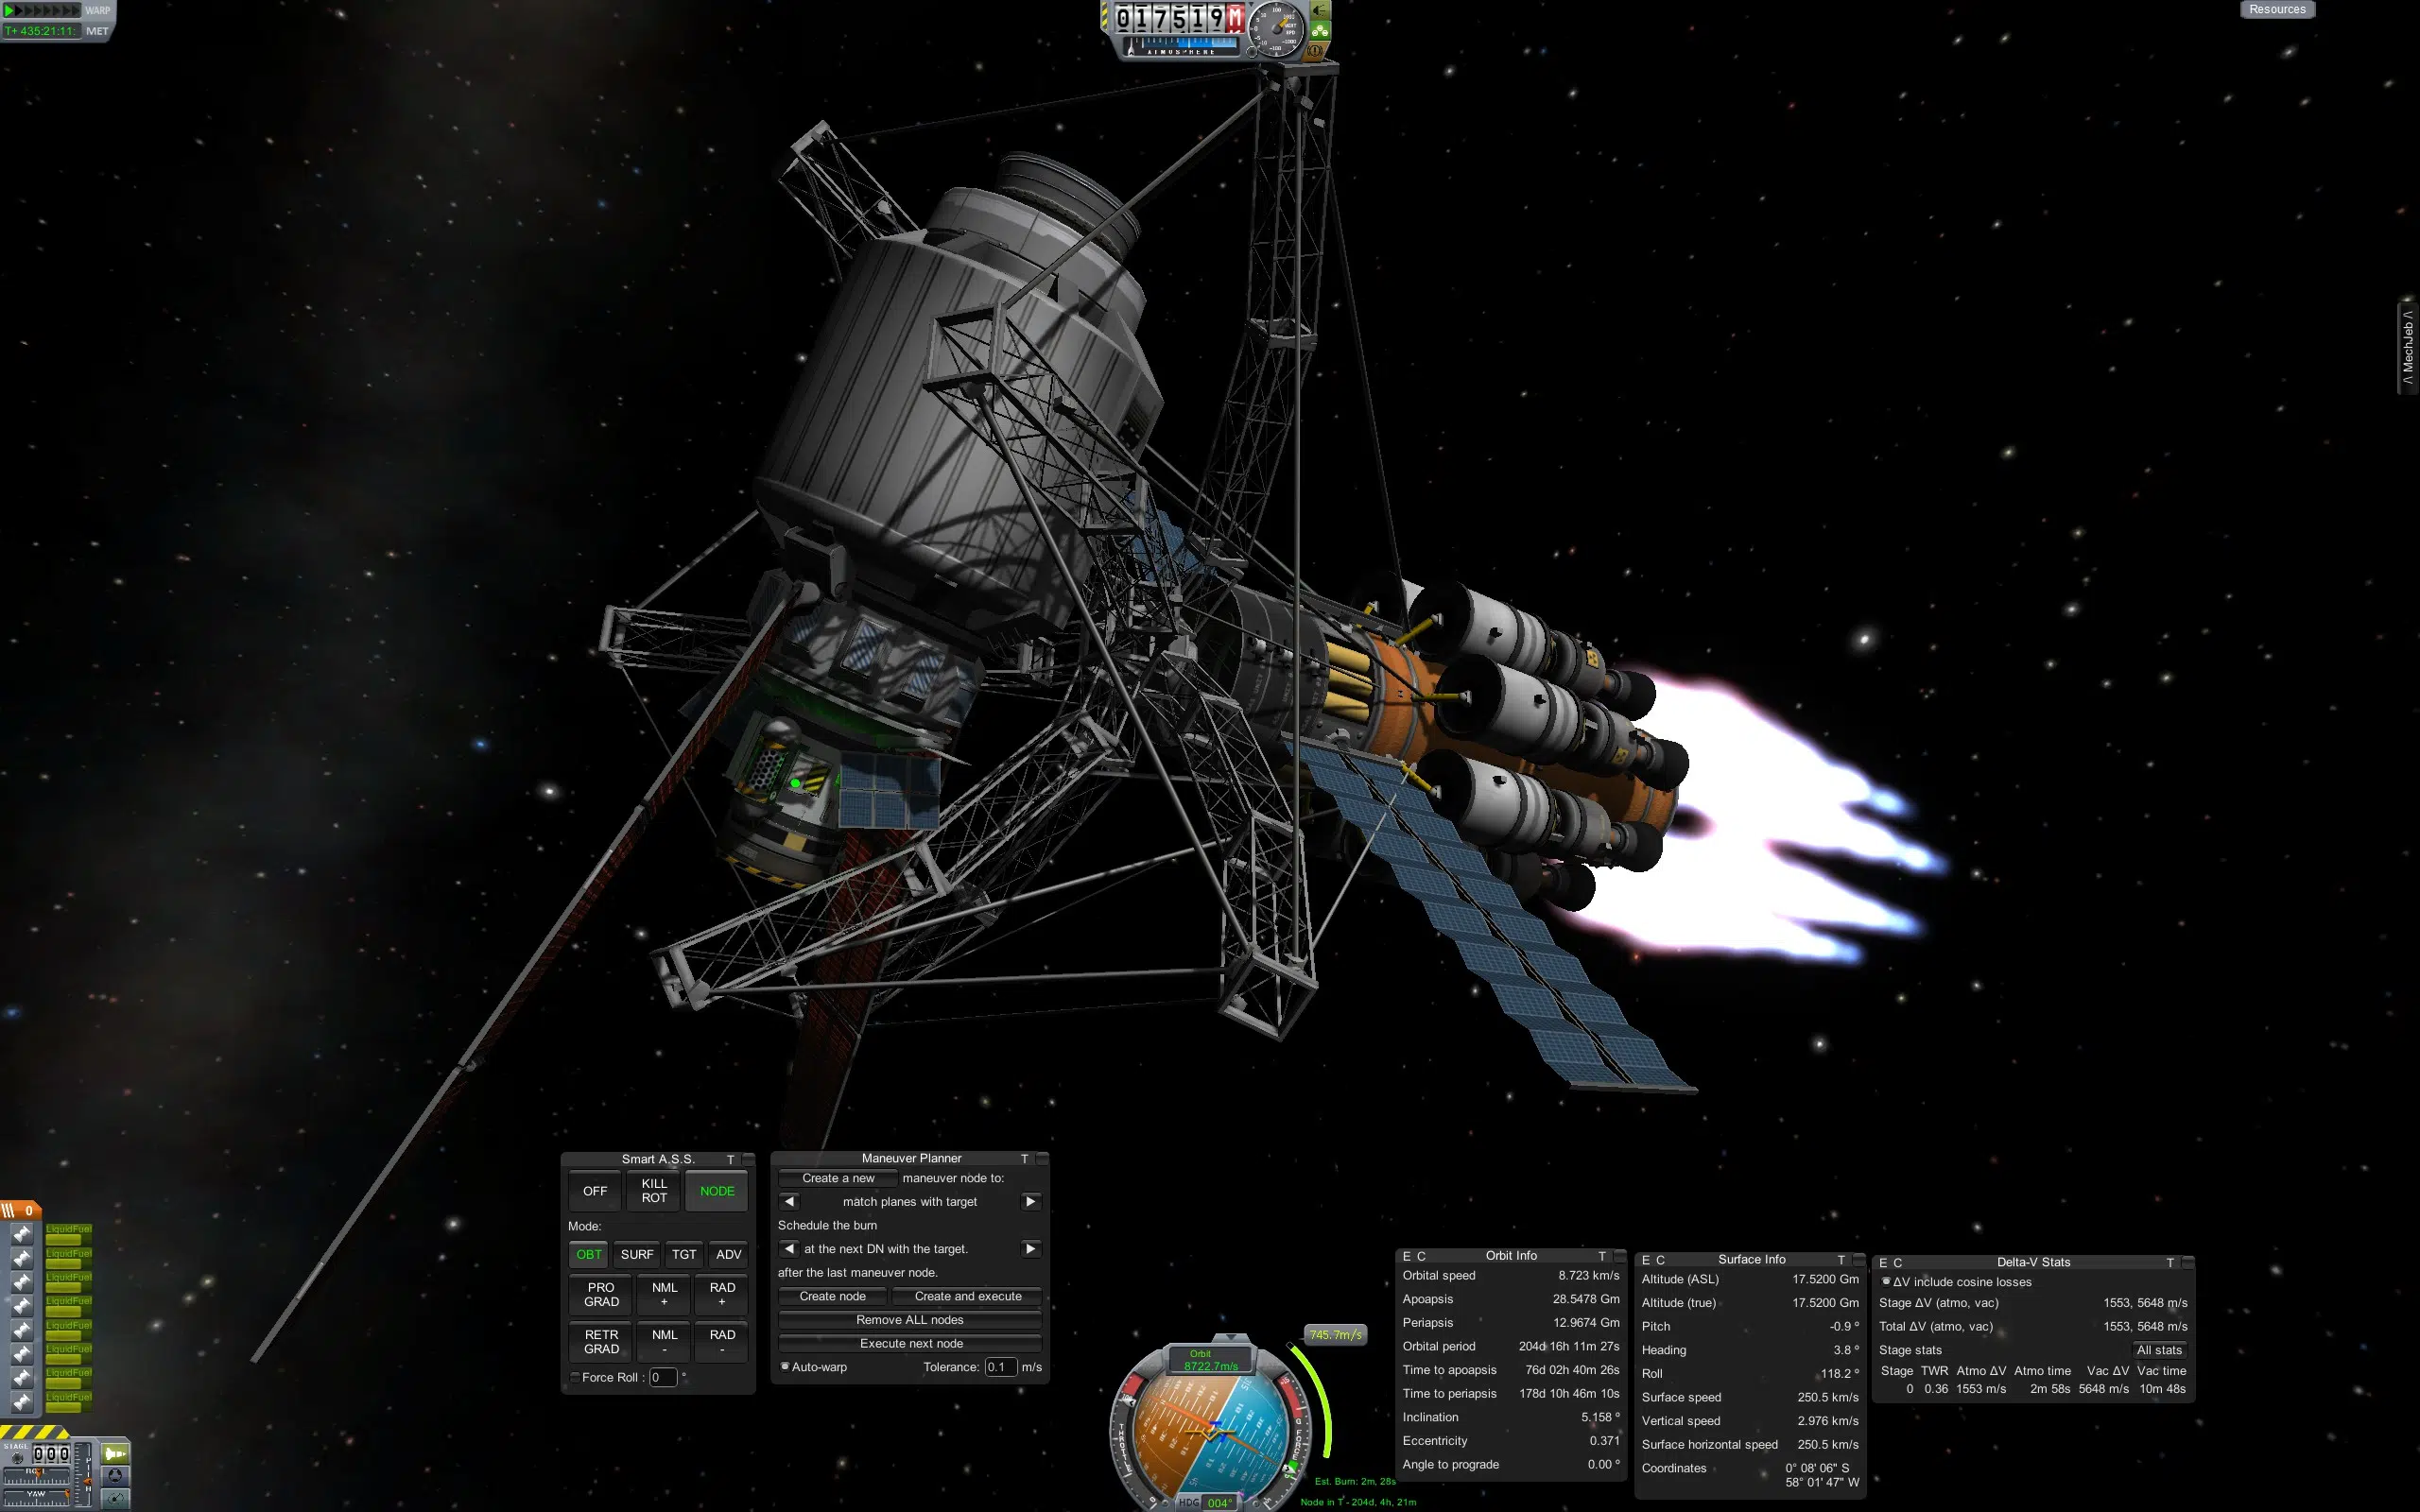 WARP
T+ 435:21:11:
MET
017519M
ATMOSPHERE
Resources
/\ MechJeb /\
0
LiquidFuel
LiquidFuel
LiquidFuel
LiquidFuel
LiquidFuel
LiquidFuel
LiquidFuel
LiquidFuel
STAGE
000
YAW
Smart A.S.S. T
OFF
KILL
ROT
NODE
Mode:
OBT SURF TGT ADV
PRO
GRAD
NML
+
RAD
+
RETR
GRAD
NML
-
RAD
-
Force Roll : 0 °
Maneuver Planner T
Create a new maneuver node to:
◀ match planes with target ▶
Schedule the burn
◀ at the next DN with the target. ▶
after the last maneuver node.
Create node Create and execute
Remove ALL nodes
Execute next node
Auto-warp Tolerance: 0.1 m/s
745.7m/s
Orbit
8722.7m/s
HDG 004°
Est. Burn: 2m, 28s
Node in T - 204d, 4h, 21m
E C Orbit Info T
Orbital speed 8.723 km/s
Apoapsis 28.5478 Gm
Periapsis 12.9674 Gm
Orbital period 204d 16h 11m 27s
Time to apoapsis 76d 02h 40m 26s
Time to periapsis 178d 10h 46m 10s
Inclination 5.158 º
Eccentricity 0.371
Angle to prograde 0.00 º
E C Surface Info T
Altitude (ASL) 17.5200 Gm
Altitude (true) 17.5200 Gm
Pitch -0.9 º
Heading 3.8 º
Roll 118.2 º
Surface speed 250.5 km/s
Vertical speed 2.976 km/s
Surface horizontal speed 250.5 km/s
Coordinates 0° 08' 06" S
58° 01' 47" W
E C Delta-V Stats T
ΔV include cosine losses
Stage ΔV (atmo, vac) 1553, 5648 m/s
Total ΔV (atmo, vac) 1553, 5648 m/s
Stage stats All stats
Stage TWR Atmo ΔV Atmo time Vac ΔV Vac time
0 0.36 1553 m/s 2m 58s 5648 m/s 10m 48s